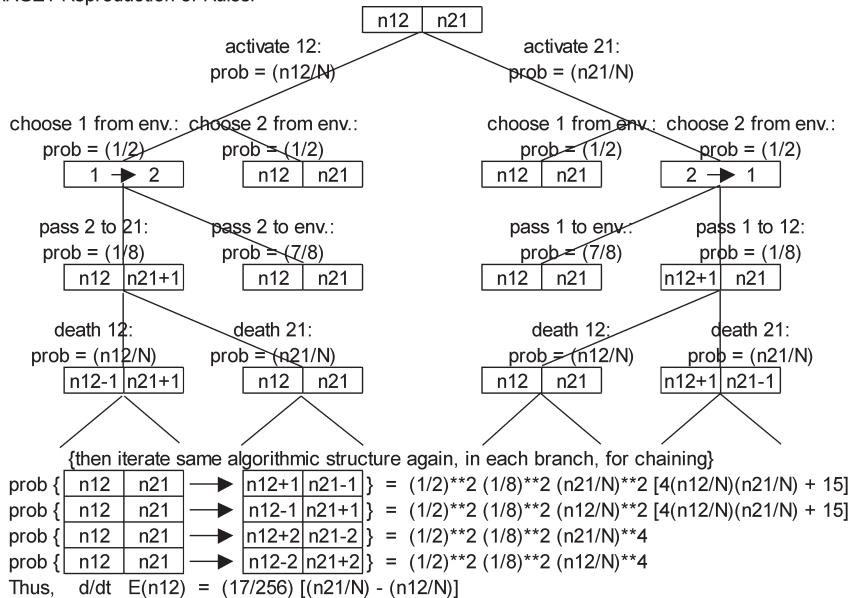 n12 n21
activate 12: activate 21:
prob = (n12/N) prob = (n21/N)
choose 1 from env.: choose 2 from env.: choose 1 from env.: choose 2 from env.:
prob = (1/2) prob = (1/2) prob = (1/2) prob = (1/2)
1 → 2 n12 n21 n12 n21 2 → 1
pass 2 to 21: pass 2 to env.: pass 1 to env.: pass 1 to 12:
prob = (1/8) prob = (7/8) prob = (7/8) prob = (1/8)
n12 n21+1 n12 n21 n12 n21 n12+1 n21
death 12: death 21: death 12: death 21:
prob = (n12/N) prob = (n21/N) prob = (n12/N) prob = (n21/N)
n12-1 n21+1 n12 n21 n12 n21 n12+1 n21-1
{then iterate same algorithmic structure again, in each branch, for chaining}
prob { n12 n21 → n12+1 n21-1 } = (1/2)**2 (1/8)**2 (n21/N)**2 [4(n12/N)(n21/N) + 15]
prob { n12 n21 → n12-1 n21+1 } = (1/2)**2 (1/8)**2 (n12/N)**2 [4(n12/N)(n21/N) + 15]
prob { n12 n21 → n12+2 n21-2 } = (1/2)**2 (1/8)**2 (n21/N)**4
prob { n12 n21 → n12-2 n21+2 } = (1/2)**2 (1/8)**2 (n12/N)**4
Thus, d/dt E(n12) = (17/256) [(n21/N) - (n12/N)]